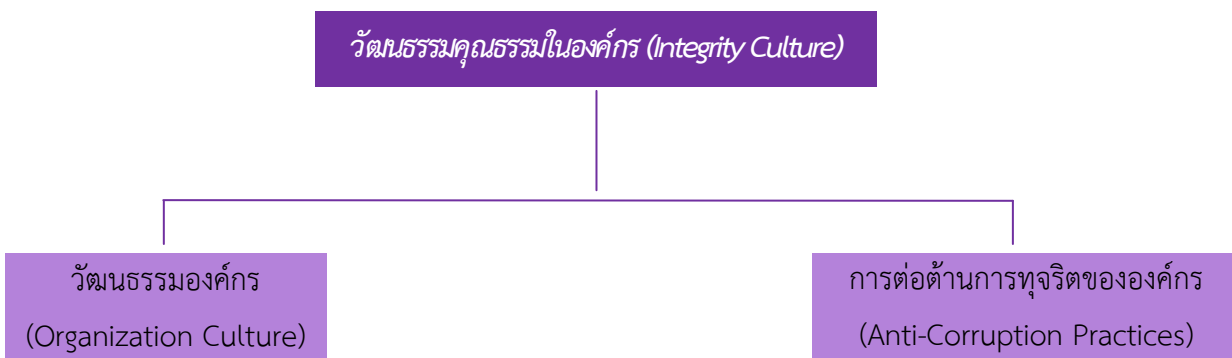 วัฒนธรรมคุณธรรมในองค์กร (Integrity Culture)
วัฒนธรรมองค์กร
(Organization Culture)
การต่อต้านการทุจริตขององค์กร
(Anti-Corruption Practices)